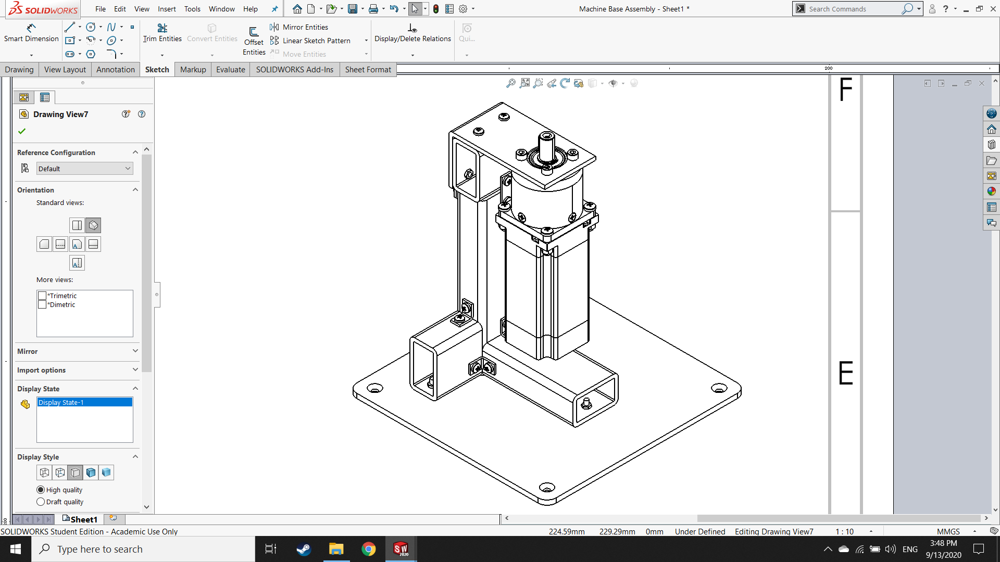 SOLIDWORKS
File Edit View Insert Tools Window Help
Machine Base Assembly - Sheet1 *
Search Commands
?
Smart Dimension
Trim Entities
Convert Entities
Offset
Entities
Mirror Entities
Linear Sketch Pattern
Move Entities
Display/Delete Relations
Qui...
Drawing View Layout Annotation Sketch Markup Evaluate SOLIDWORKS Add-Ins Sheet Format
200
Drawing View7
Reference Configuration
Default
Orientation
Standard views:
More views:
*Trimetric
*Dimetric
Mirror
Import options
Display State
Display State-1
Display Style
High quality
Draft quality
F
E
200
Sheet1
SOLIDWORKS Student Edition - Academic Use Only
224.59mm 229.29mm 0mm Under Defined Editing Drawing View7 1 : 10 MMGS
Type here to search
SW
2020
ENG
3:48 PM
9/13/2020